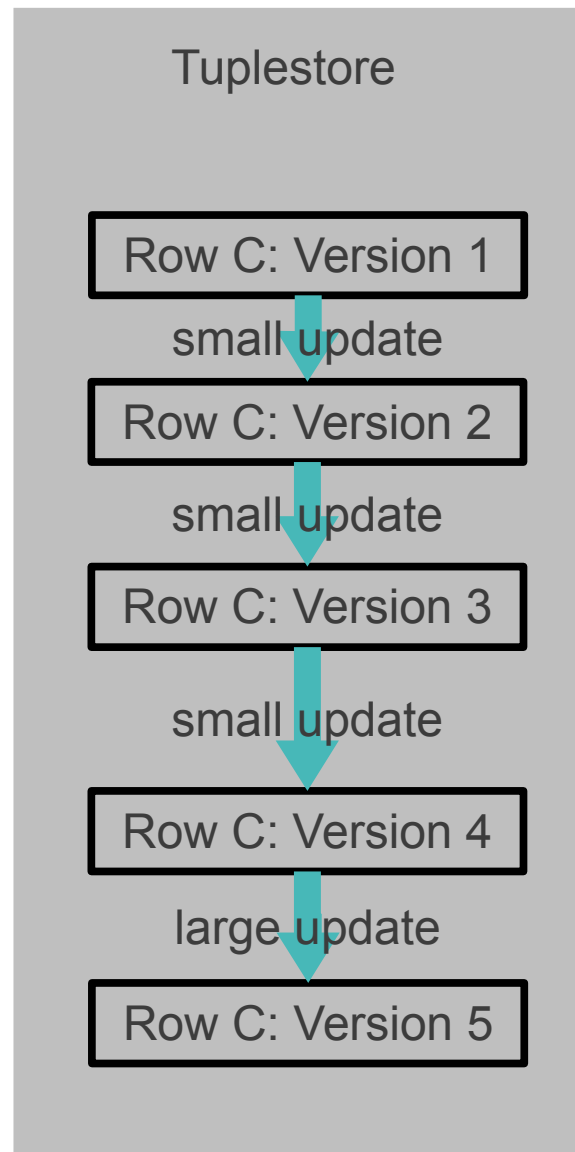 Tuplestore
Row C: Version 1
small update
Row C: Version 2
small update
Row C: Version 3
small update
Row C: Version 4
large update
Row C: Version 5